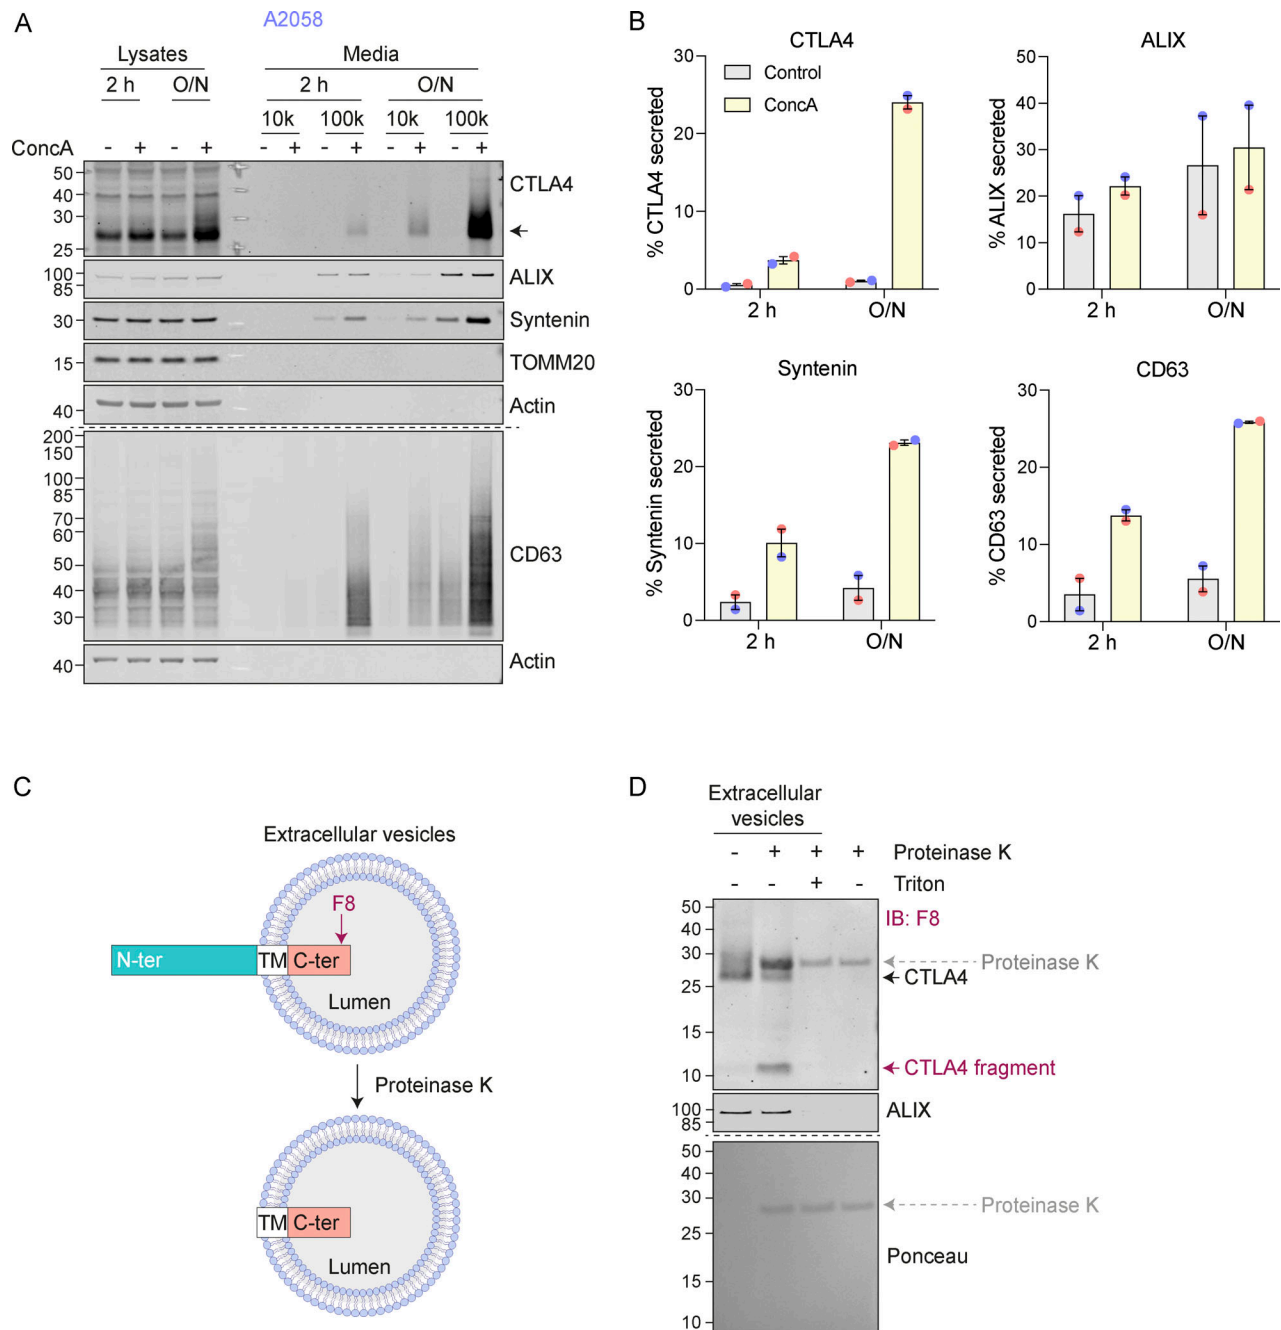 A
A2058
Lysates
Media
2 h
O/N
2 h
O/N
10k
100k
10k
100k
ConcA
-
+
-
+
-
+
-
+
-
+
-
+
50
40
30
25
CTLA4
100
85
ALIX
30
Syntenin
15
TOMM20
40
Actin
200
150
100
85
70
60
50
40
30
CD63
40
Actin
B
CTLA4
Control
ConcA
% CTLA4 secreted
30
20
10
0
2 h
O/N
ALIX
% ALIX secreted
50
40
30
20
10
0
2 h
O/N
Syntenin
% Syntenin secreted
30
20
10
0
2 h
O/N
CD63
% CD63 secreted
30
20
10
0
2 h
O/N
C
Extracellular vesicles
F8
N-ter
TM
C-ter
Lumen
Proteinase K
TM
C-ter
Lumen
D
Extracellular
vesicles
-
+
+
+
Proteinase K
-
-
+
-
Triton
50
40
30
25
15
10
IB: F8
Proteinase K
CTLA4
CTLA4 fragment
100
85
ALIX
50
40
30
25
15
10
Proteinase K
Ponceau